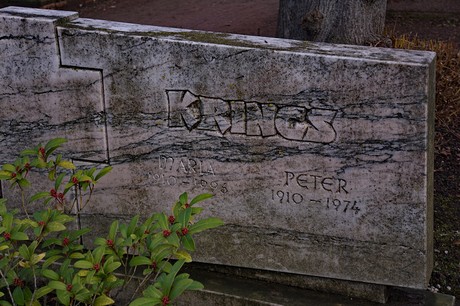 KRINGS
MARIA
PETER
1910 - 1974